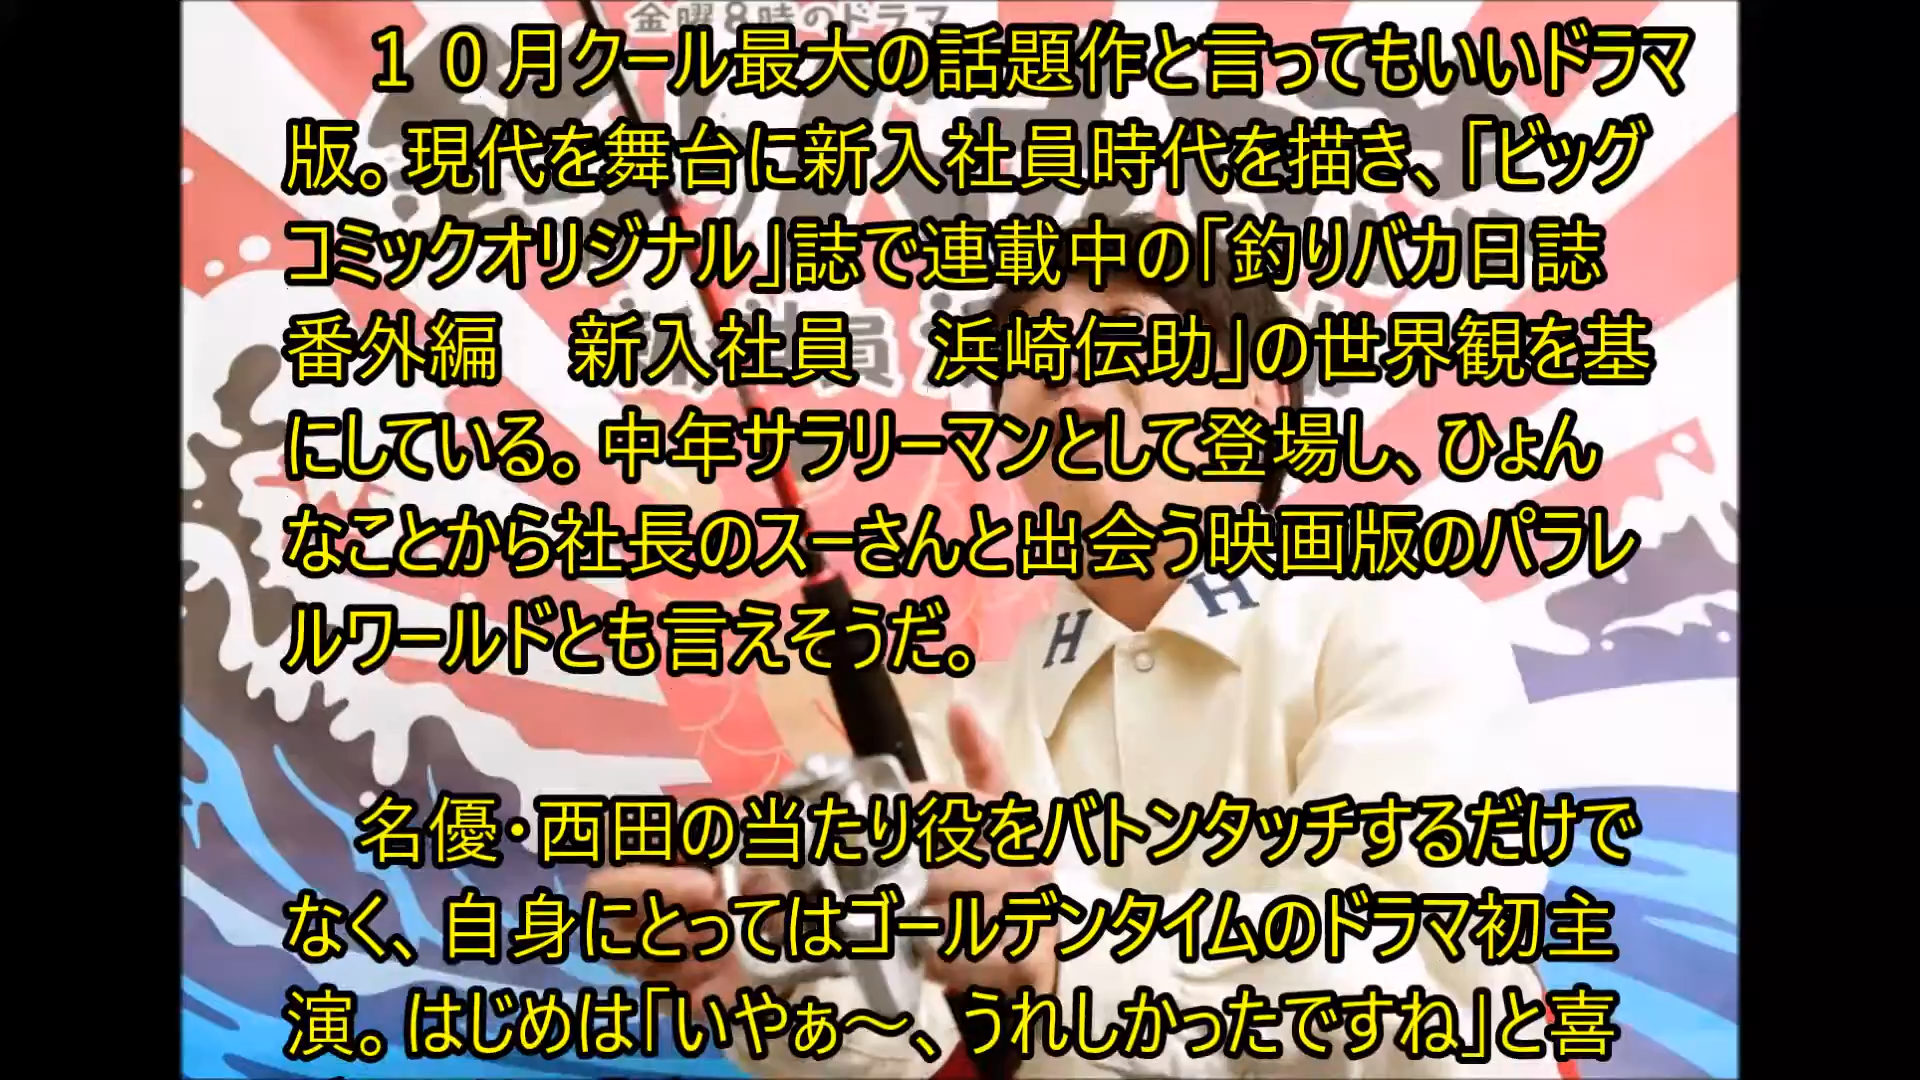 金曜8時のドラマ
１０月クール最大の話題作と言ってもいいドラマ
版。現代を舞台に新入社員時代を描き、「ビッグ
コミックオリジナル」誌で連載中の「釣りバカ日誌
番外編　新入社員　浜崎伝助」の世界観を基
にしている。中年サラリーマンとして登場し、ひょん
なことから社長のスーさんと出会う映画版のパラレ
ルワールドとも言えそうだ。
H H
名優・西田の当たり役をバトンタッチするだけで
なく、自身にとってはゴールデンタイムのドラマ初主
演。はじめは「いやぁ～、うれしかったですね」と喜